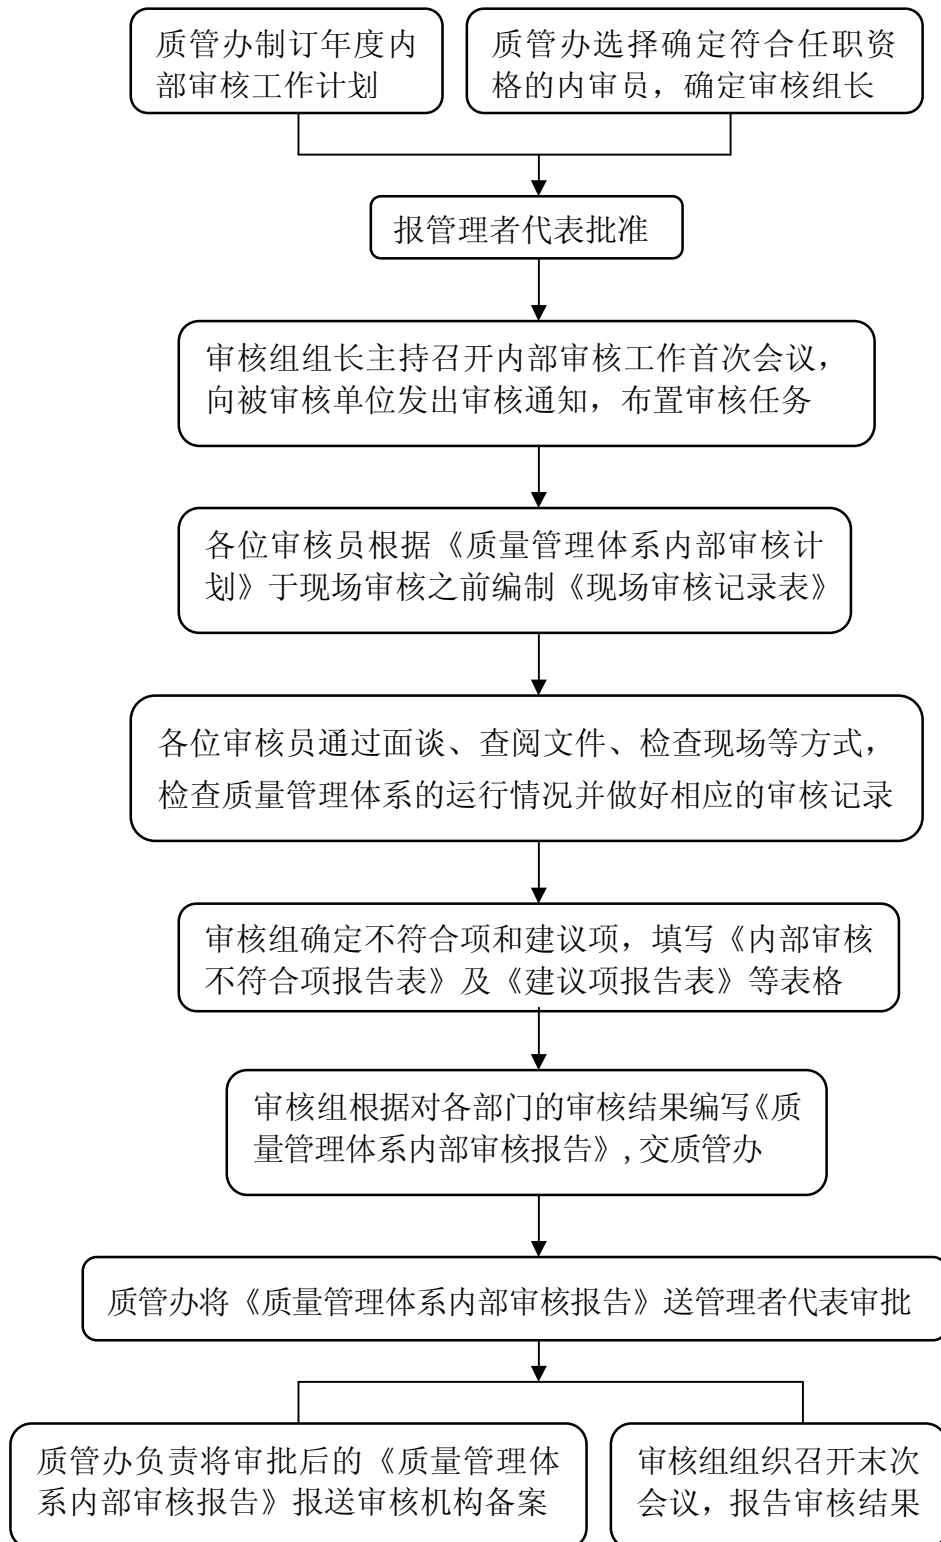 质管办制订年度内
部审核工作计划
质管办选择确定符合任职资
格的内审员，确定审核组长
报管理者代表批准
审核组组长主持召开内部审核工作首次会议，
向被审核单位发出审核通知，布置审核任务
各位审核员根据《质量管理体系内部审核计
划》于现场审核之前编制《现场审核记录表》
各位审核员通过面谈、查阅文件、检查现场等方式，
检查质量管理体系的运行情况并做好相应的审核记录
审核组确定不符合项和建议项，填写《内部审核
不符合项报告表》及《建议项报告表》等表格
审核组根据对各部门的审核结果编写《质
量管理体系内部审核报告》,交质管办
质管办将《质量管理体系内部审核报告》送管理者代表审批
质管办负责将审批后的《质量管理体
系内部审核报告》报送审核机构备案
审核组组织召开末次
会议，报告审核结果